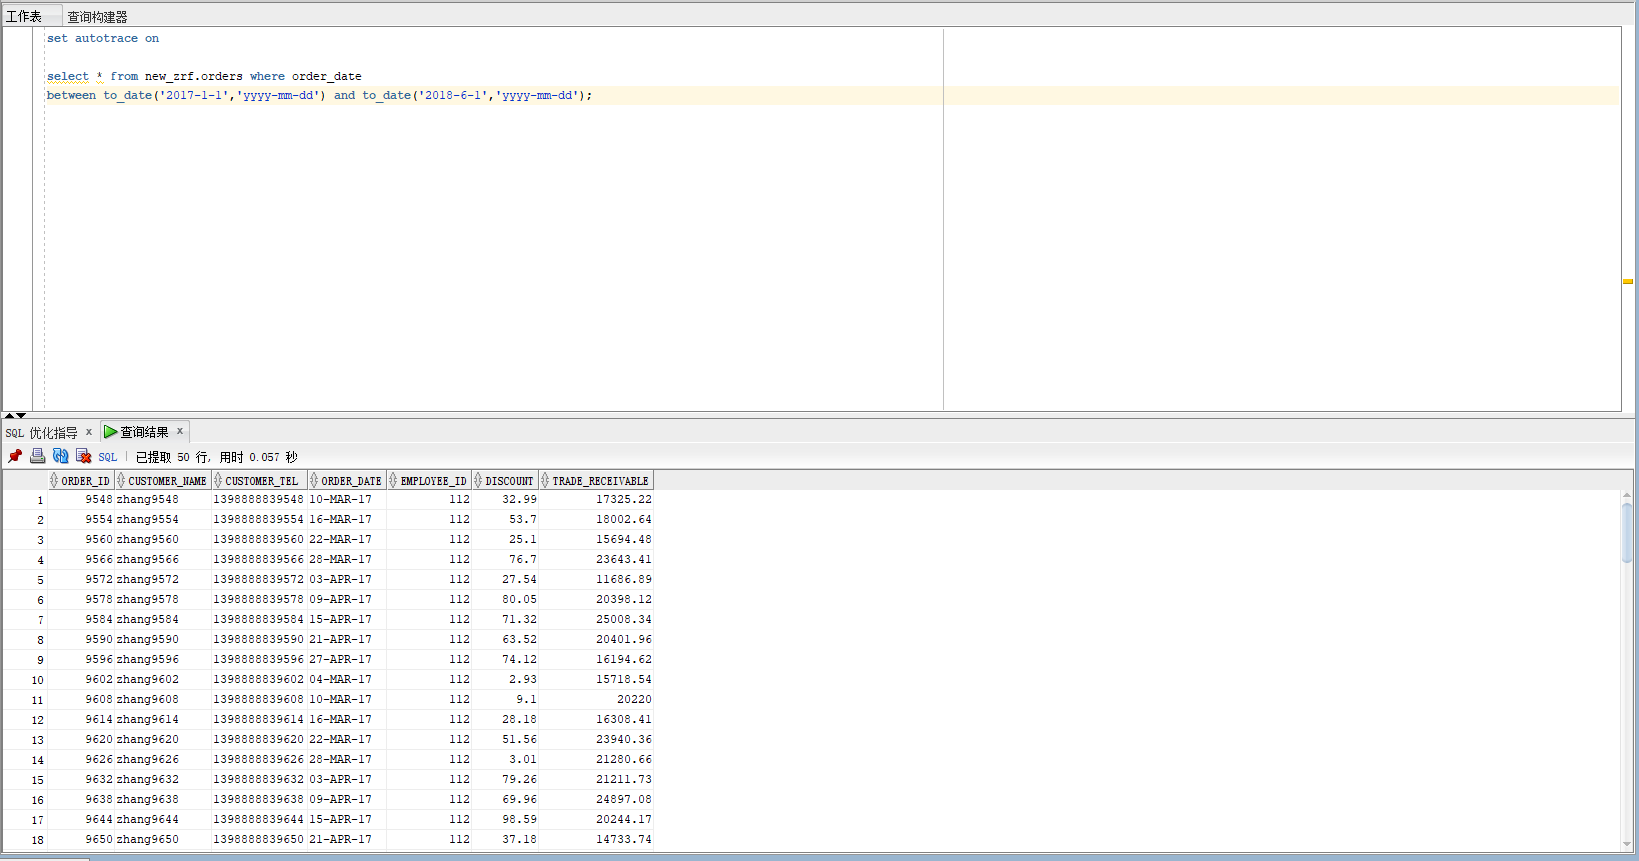 工作表 查询构建器
set autotrace on
select * from new_zrf.orders where order_date
between to_date('2017-1-1','yyyy-mm-dd') and to_date('2018-6-1','yyyy-mm-dd');
SQL 优化指导 x 查询结果 x
SQL | 已提取 50 行, 用时 0.057 秒
ORDER_ID CUSTOMER_NAME CUSTOMER_TEL ORDER_DATE EMPLOYEE_ID DISCOUNT TRADE_RECEIVABLE
1 9548 zhang9548 1398888839548 10-MAR-17 112 32.99 17325.22
2 9554 zhang9554 1398888839554 16-MAR-17 112 53.7 18002.64
3 9560 zhang9560 1398888839560 22-MAR-17 112 25.1 15694.48
4 9566 zhang9566 1398888839566 28-MAR-17 112 76.7 23643.41
5 9572 zhang9572 1398888839572 03-APR-17 112 27.54 11686.89
6 9578 zhang9578 1398888839578 09-APR-17 112 80.05 20398.12
7 9584 zhang9584 1398888839584 15-APR-17 112 71.32 25008.34
8 9590 zhang9590 1398888839590 21-APR-17 112 63.52 20401.96
9 9596 zhang9596 1398888839596 27-APR-17 112 74.12 16194.62
10 9602 zhang9602 1398888839602 04-MAR-17 112 2.93 15718.54
11 9608 zhang9608 1398888839608 10-MAR-17 112 9.1 20220
12 9614 zhang9614 1398888839614 16-MAR-17 112 28.18 16308.41
13 9620 zhang9620 1398888839620 22-MAR-17 112 51.56 23940.36
14 9626 zhang9626 1398888839626 28-MAR-17 112 3.01 21280.66
15 9632 zhang9632 1398888839632 03-APR-17 112 79.26 21211.73
16 9638 zhang9638 1398888839638 09-APR-17 112 69.96 24897.08
17 9644 zhang9644 1398888839644 15-APR-17 112 98.59 20244.17
18 9650 zhang9650 1398888839650 21-APR-17 112 37.18 14733.74